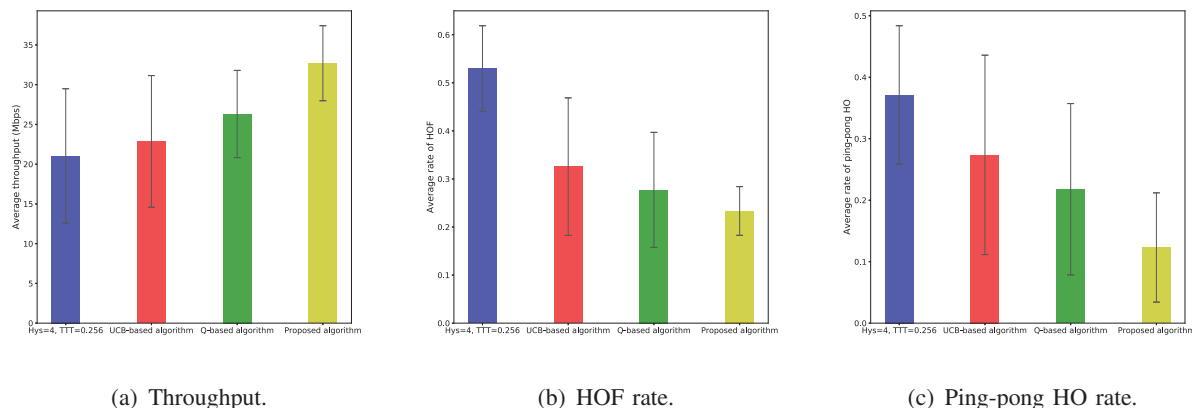 Average throughput (Mbps)
35
30
25
20
15
10
5
0
Hys=4, TTT=0.256 UCB-based algorithm Q-based algorithm Proposed algorithm
(a) Throughput.
Average rate of HOF
0.6
0.5
0.4
0.3
0.2
0.1
0.0
Hys=4, TTT=0.256 UCB-based algorithm Q-based algorithm Proposed algorithm
(b) HOF rate.
Average rate of ping-pong HO
0.5
0.4
0.3
0.2
0.1
0.0
Hys=4, TTT=0.256 UCB-based algorithm Q-based algorithm Proposed algorithm
(c) Ping-pong HO rate.